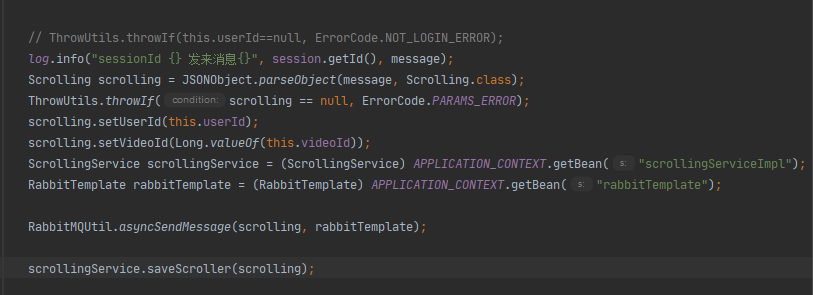 // ThrowUtils.throwIf(this.userId==null, ErrorCode.NOT_LOGIN_ERROR);
log.info("sessionId {} 发来消息{}", session.getId(), message);
Scrolling scrolling = JSONObject.parseObject(message, Scrolling.class);
ThrowUtils.throwIf( condition: scrolling == null, ErrorCode.PARAMS_ERROR);
scrolling.setUserId(this.userId);
scrolling.setVideoId(Long.valueOf(this.videoId));
ScrollingService scrollingService = (ScrollingService) APPLICATION_CONTEXT.getBean( s: "scrollingServiceImpl");
RabbitTemplate rabbitTemplate = (RabbitTemplate) APPLICATION_CONTEXT.getBean( s: "rabbitTemplate");
RabbitMQUtil.asyncSendMessage(scrolling, rabbitTemplate);
scrollingService.saveScroller(scrolling);